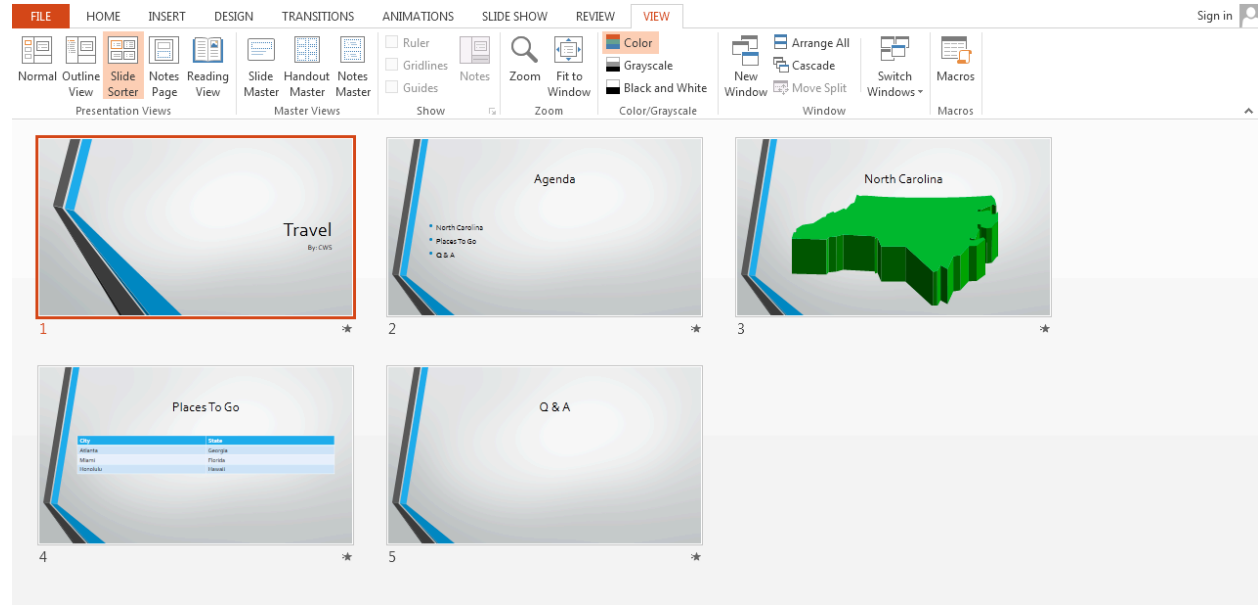 FILE HOME INSERT DESIGN TRANSITIONS ANIMATIONS SLIDE SHOW REVIEW VIEW Sign in
Normal Outline View Slide Sorter Notes Page Reading View
Presentation Views
Slide Master Handout Master Notes Master
Master Views
Ruler
Gridlines
Guides
Notes
Show
Zoom Fit to Window
Zoom
Color
Grayscale
Black and White
Color/Grayscale
New Window
Arrange All
Cascade
Move Split
Switch Windows
Window
Macros
Macros
Travel
By: CWS
1
Agenda
North Carolina
Places To Go
Q & A
2
North Carolina
3
Places To Go
City State
Atlanta Georgia
Miami Florida
Honolulu Hawaii
4
Q & A
5